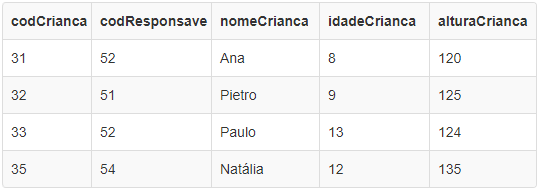 codCrianca codResponsave nomeCrianca idadeCrianca alturaCrianca
31 52 Ana 8 120
32 51 Pietro 9 125
33 52 Paulo 13 124
35 54 Natália 12 135